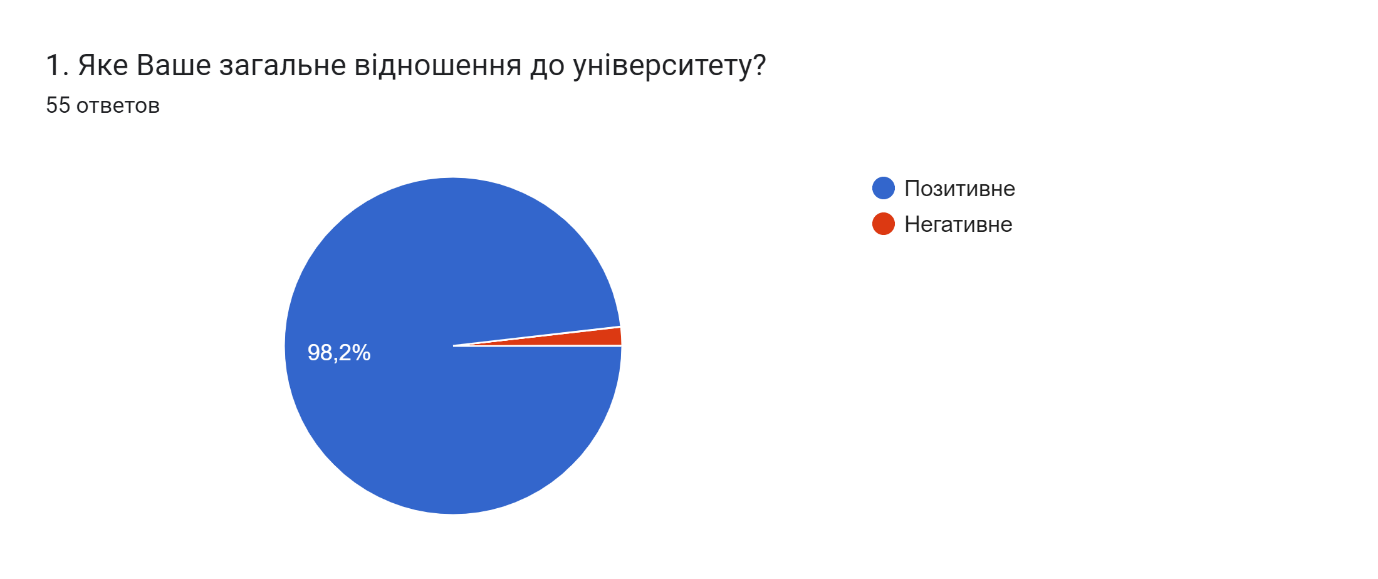 1. Яке Ваше загальне відношення до університету?
55 ответов
Позитивне
Негативне
98,2%